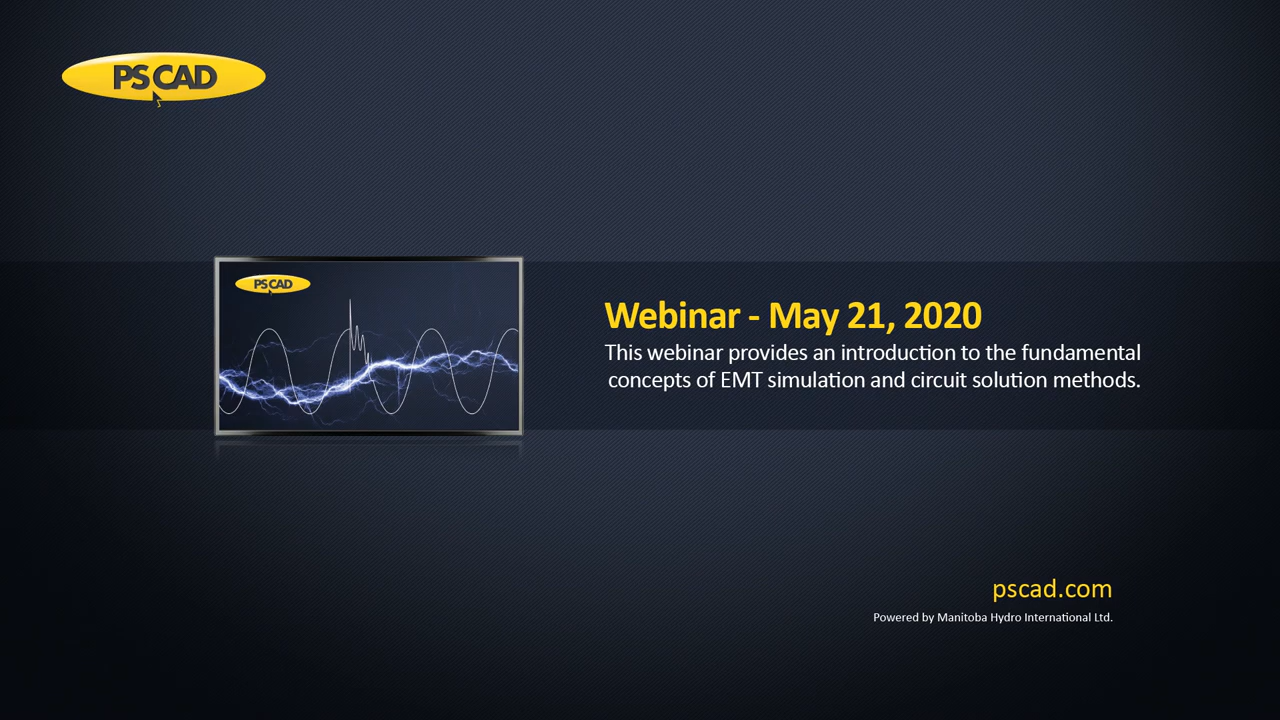 PSCAD
PSCAD
Webinar - May 21, 2020
This webinar provides an introduction to the fundamental
concepts of EMT simulation and circuit solution methods.
pscad.com
Powered by Manitoba Hydro International Ltd.